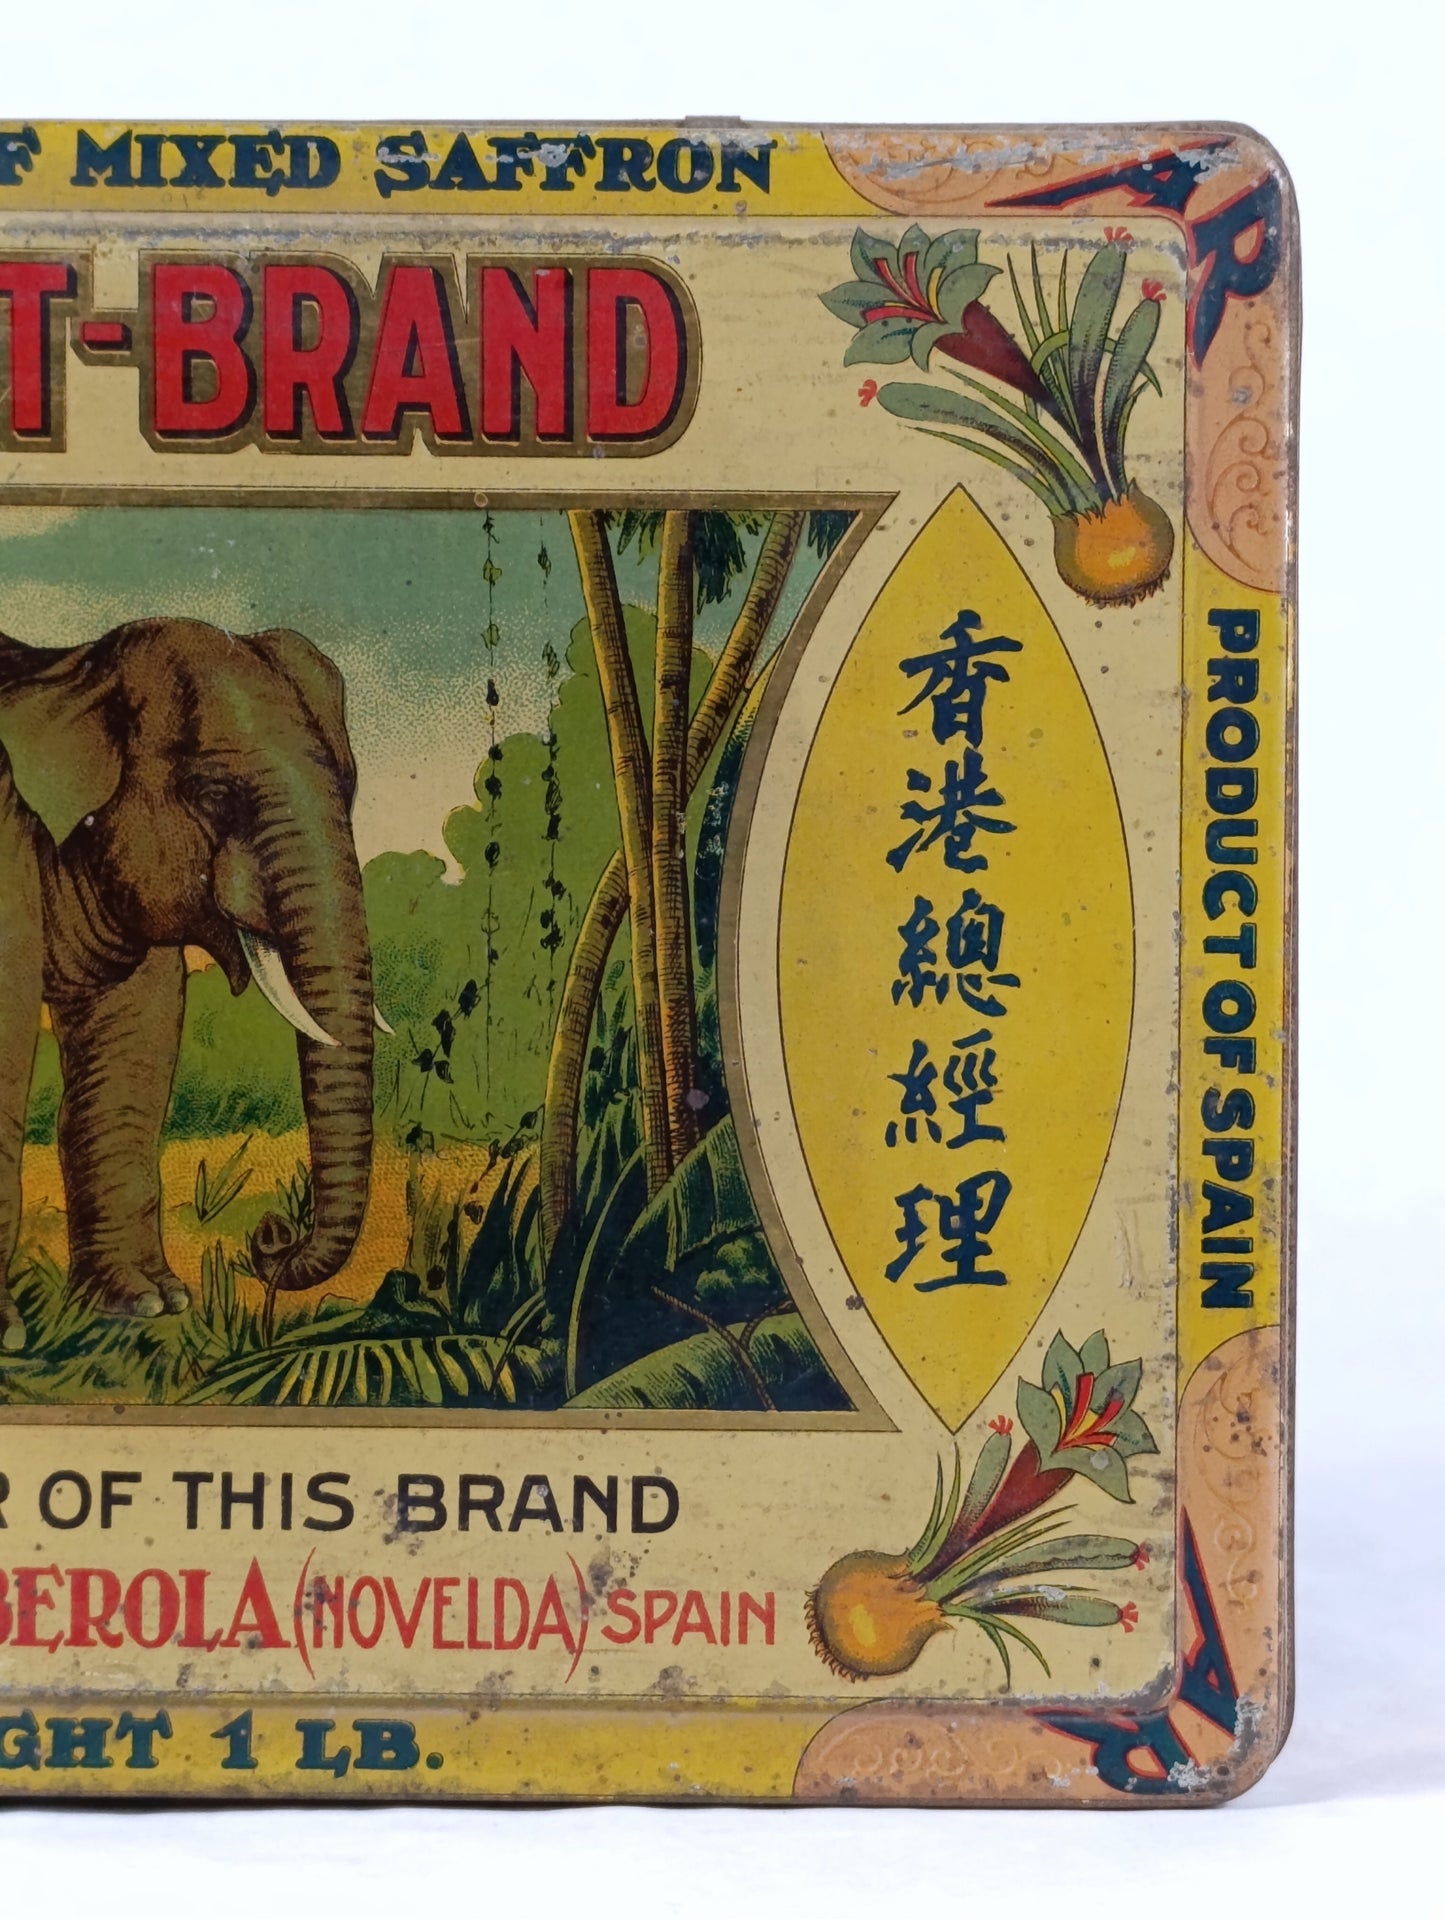 F MIXED SAFFRON
T-BRAND
香港總經理
PRODUCT OF SPAIN
R OF THIS BRAND
BEROLA (NOVELDA) SPAIN
GHT 1 LB.